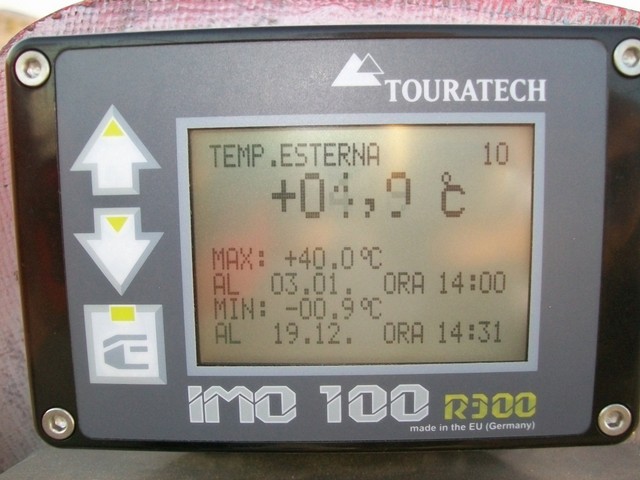 TOURATECH
TEMP.ESTERNA 10
+04,9 °C
MAX: +40.0°C
AL 03.01. ORA 14:00
MIN: -00.9°C
AL 19.12. ORA 14:31
IMO 100 R300
made in the EU (Germany)